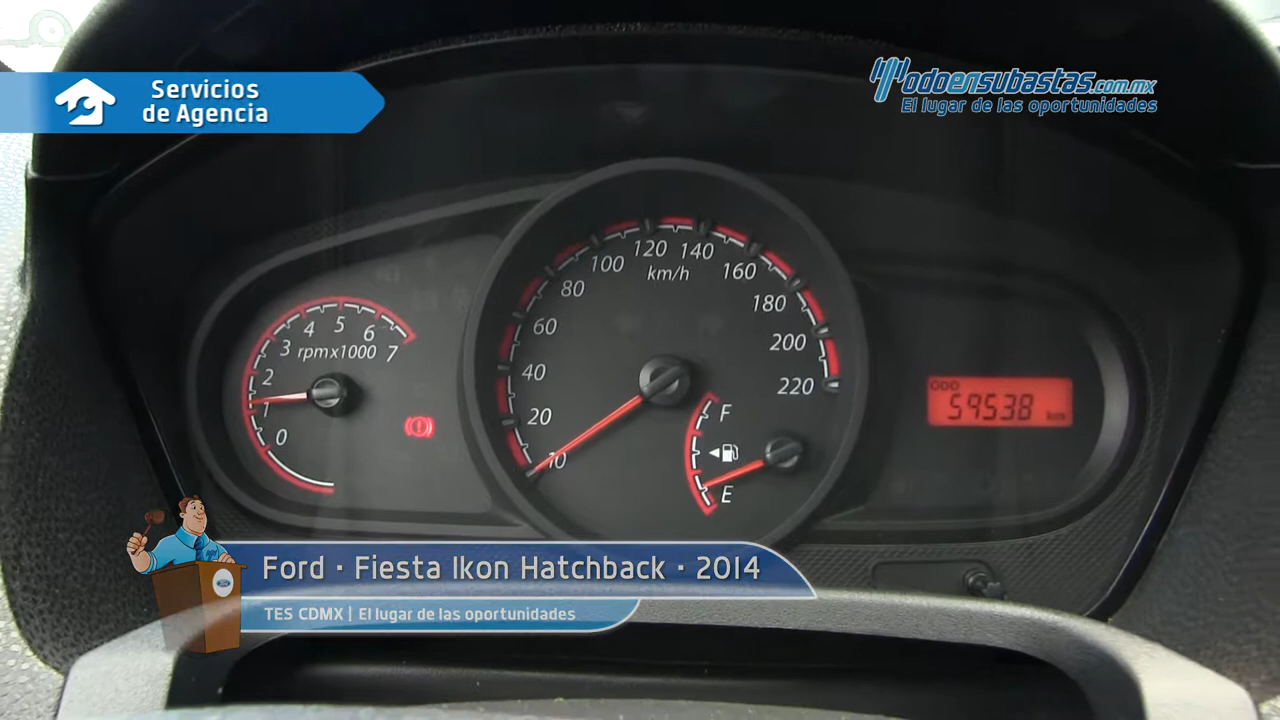 Servicios
de Agencia
Modoensubastas.com.mx
El lugar de las oportunidades
0
1
2
3
4
5
6
7
rpmx1000
10
20
40
60
80
100
120
140
160
180
200
220
km/h
F
E
ODO
59538 km
Ford · Fiesta Ikon Hatchback · 2014
TES CDMX | El lugar de las oportunidades
Ford